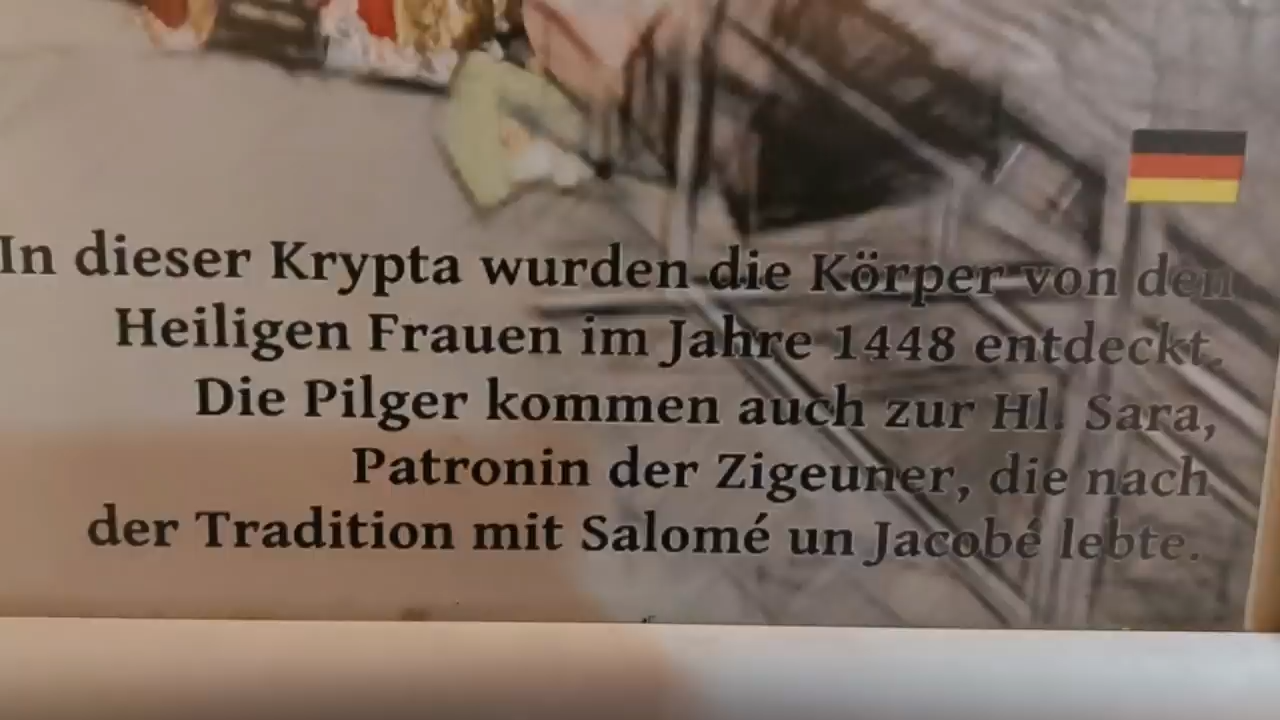 In dieser Krypta wurden die Körper von den
Heiligen Frauen im Jahre 1448 entdeckt.
Die Pilger kommen auch zur Hl. Sara,
Patronin der Zigeuner, die nach
der Tradition mit Salomé un Jacobé lebte.